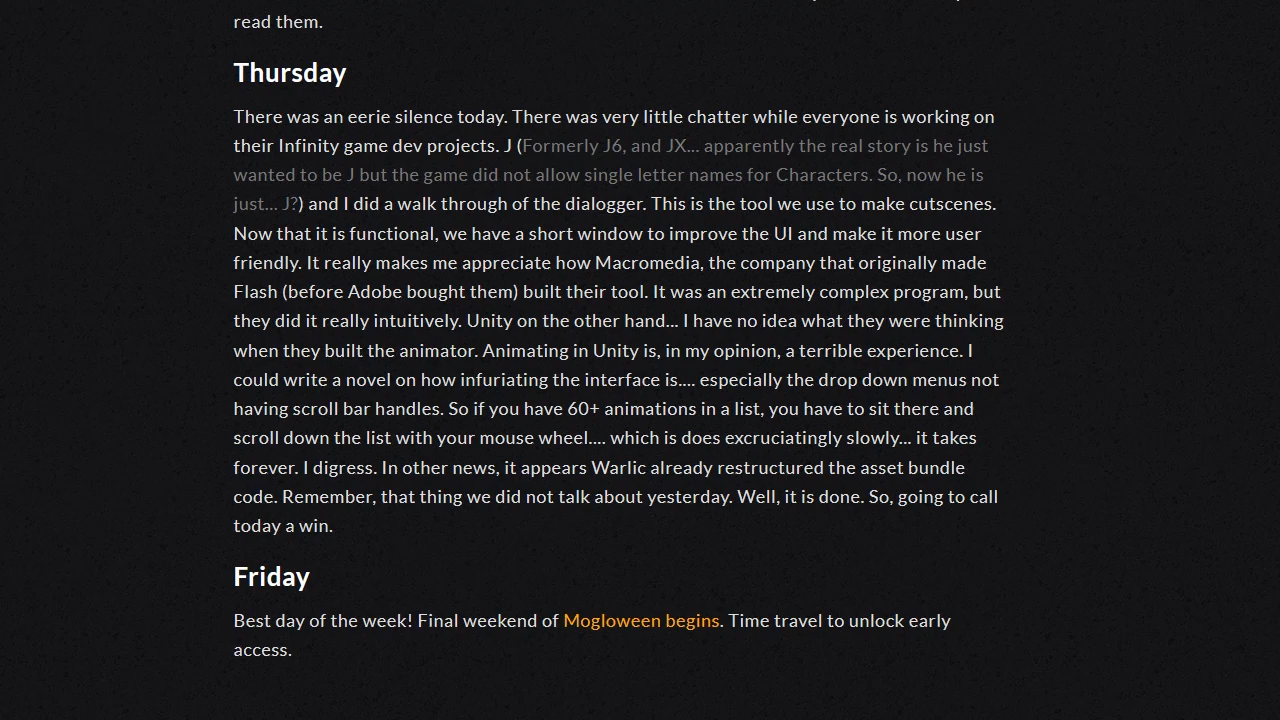 read them.
Thursday
There was an eerie silence today. There was very little chatter while everyone is working on
their Infinity game dev projects. J (Formerly J6, and JX... apparently the real story is he just
wanted to be J but the game did not allow single letter names for Characters. So, now he is
just... J?) and I did a walk through of the dialogger. This is the tool we use to make cutscenes.
Now that it is functional, we have a short window to improve the UI and make it more user
friendly. It really makes me appreciate how Macromedia, the company that originally made
Flash (before Adobe bought them) built their tool. It was an extremely complex program, but
they did it really intuitively. Unity on the other hand... I have no idea what they were thinking
when they built the animator. Animating in Unity is, in my opinion, a terrible experience. I
could write a novel on how infuriating the interface is.... especially the drop down menus not
having scroll bar handles. So if you have 60+ animations in a list, you have to sit there and
scroll down the list with your mouse wheel.... which is does excruciatingly slowly... it takes
forever. I digress. In other news, it appears Warlic already restructured the asset bundle
code. Remember, that thing we did not talk about yesterday. Well, it is done. So, going to call
today a win.
Friday
Best day of the week! Final weekend of Mogloween begins. Time travel to unlock early
access.